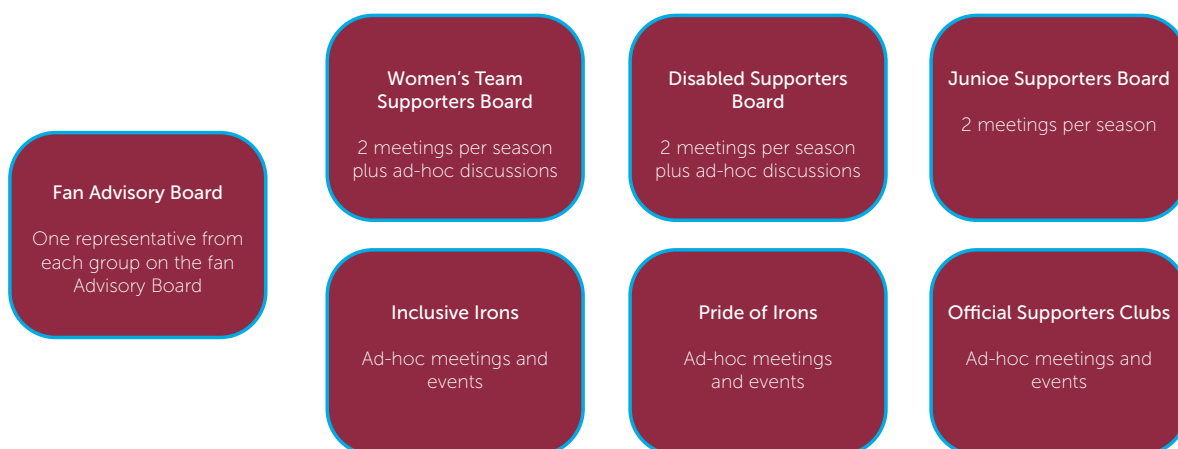 Fan Advisory Board
One representative from
each group on the fan
Advisory Board
Women's Team
Supporters Board
2 meetings per season
plus ad-hoc discussions
Disabled Supporters
Board
2 meetings per season
plus ad-hoc discussions
Junioe Supporters Board
2 meetings per season
Inclusive Irons
Ad-hoc meetings and
events
Pride of Irons
Ad-hoc meetings
and events
Official Supporters Clubs
Ad-hoc meetings and
events